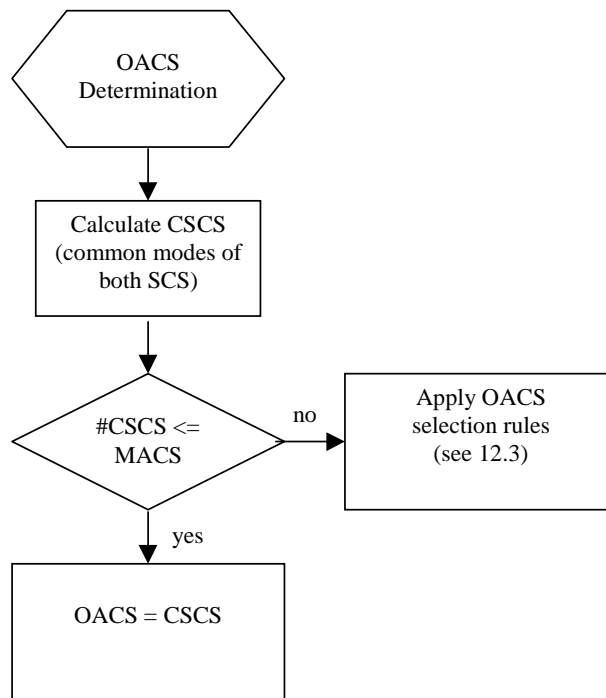 OACS
Determination
Calculate CSCS
(common modes of
both SCS)
#CSCS <=
MACS
no
Apply OACS
selection rules
(see 12.3)
yes
OACS = CSCS